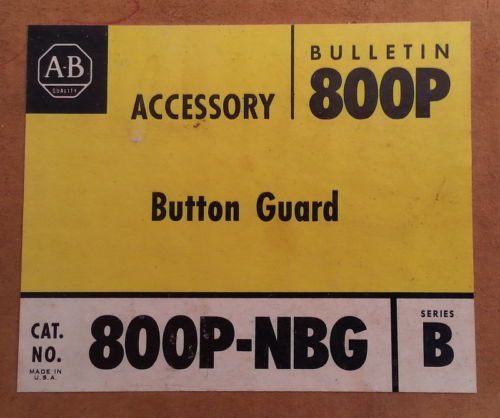 A-B
QUALITY
ACCESSORY
BULLETIN
800P
Button Guard
CAT.
NO.
MADE IN
U.S.A.
800P-NBG
SERIES
B